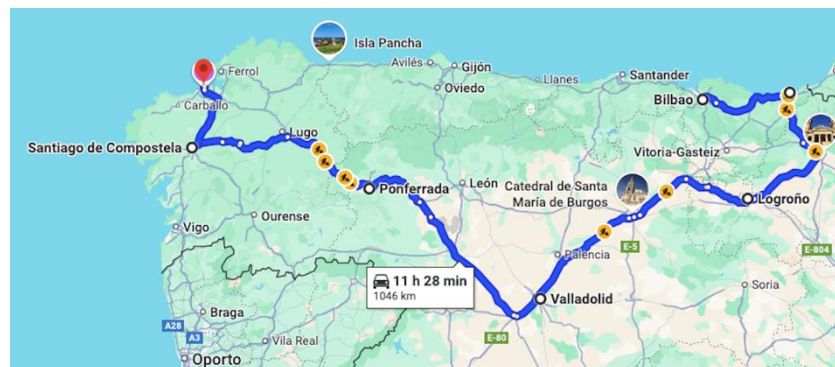 Isla Pancha
Ferrol
Avilés
Gijón
Oviedo
Llanes
Santander
Bilbao
Carballo
Santiago de Compostela
Lugo
Vitoria-Gasteiz
Ponferrada
León
Catedral de Santa
María de Burgos
Logroño
Vigo
Ourense
E-5
E-804
Palencia
11 h 28 min
1046 km
Valladolid
Soria
Braga
A28
A3
Vila Real
E-80
Oporto